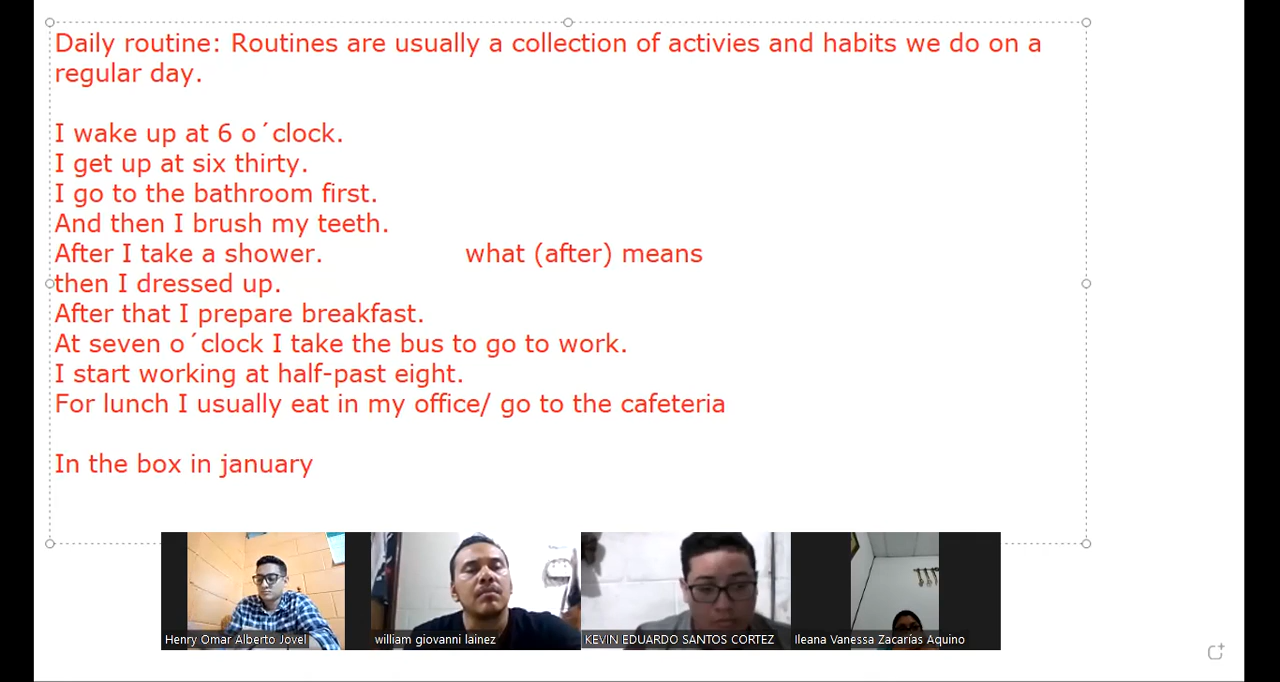 Daily routine: Routines are usually a collection of activies and habits we do on a
regular day.
I wake up at 6 o´clock.
I get up at six thirty.
I go to the bathroom first.
And then I brush my teeth.
After I take a shower. what (after) means
then I dressed up.
After that I prepare breakfast.
At seven o´clock I take the bus to go to work.
I start working at half-past eight.
For lunch I usually eat in my office/ go to the cafeteria
In the box in january
Henry Omar Alberto Jovel
william giovanni lainez
KEVIN EDUARDO SANTOS CORTEZ
Ileana Vanessa Zacarías Aquino